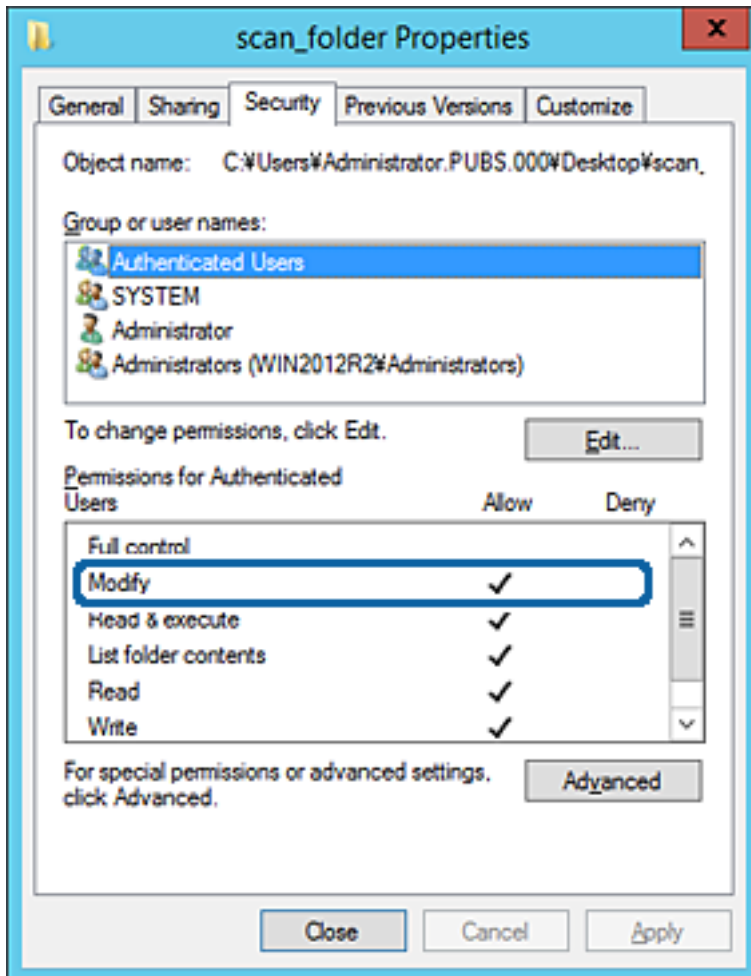 scan_folder Properties
General Sharing Security Previous Versions Customize
Object name: C:¥Users¥Administrator.PUBS.000¥Desktop¥scan_
Group or user names:
Authenticated Users
SYSTEM
Administrator
Administrators (WIN2012R2¥Administrators)
To change permissions, click Edit.
Edit...
Permissions for Authenticated
Users Allow Deny
Full control
Modify
Read & execute
List folder contents
Read
Write
For special permissions or advanced settings,
click Advanced.
Advanced
Close Cancel Apply